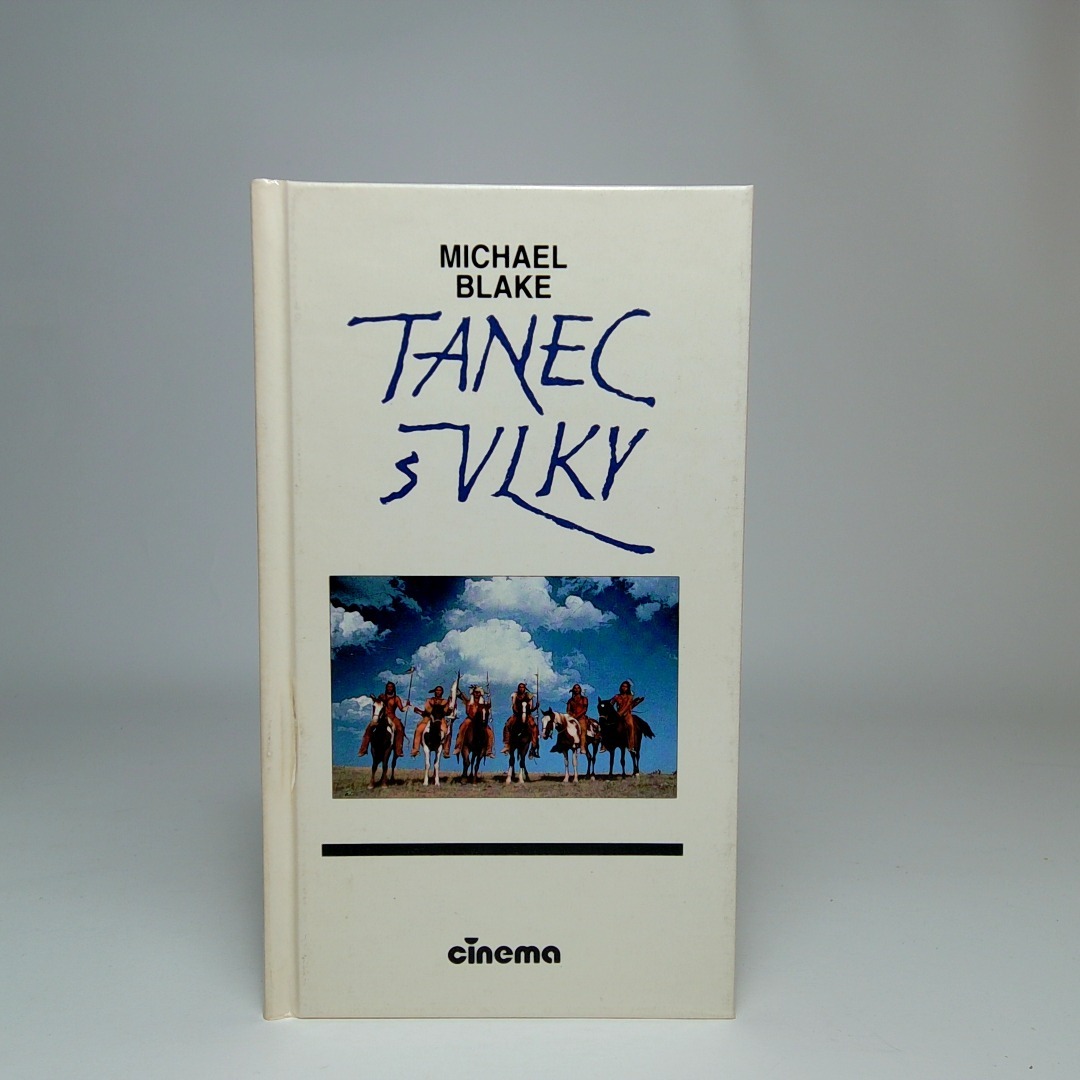 MICHAEL
BLAKE
TANEC
S VLKY
cinema